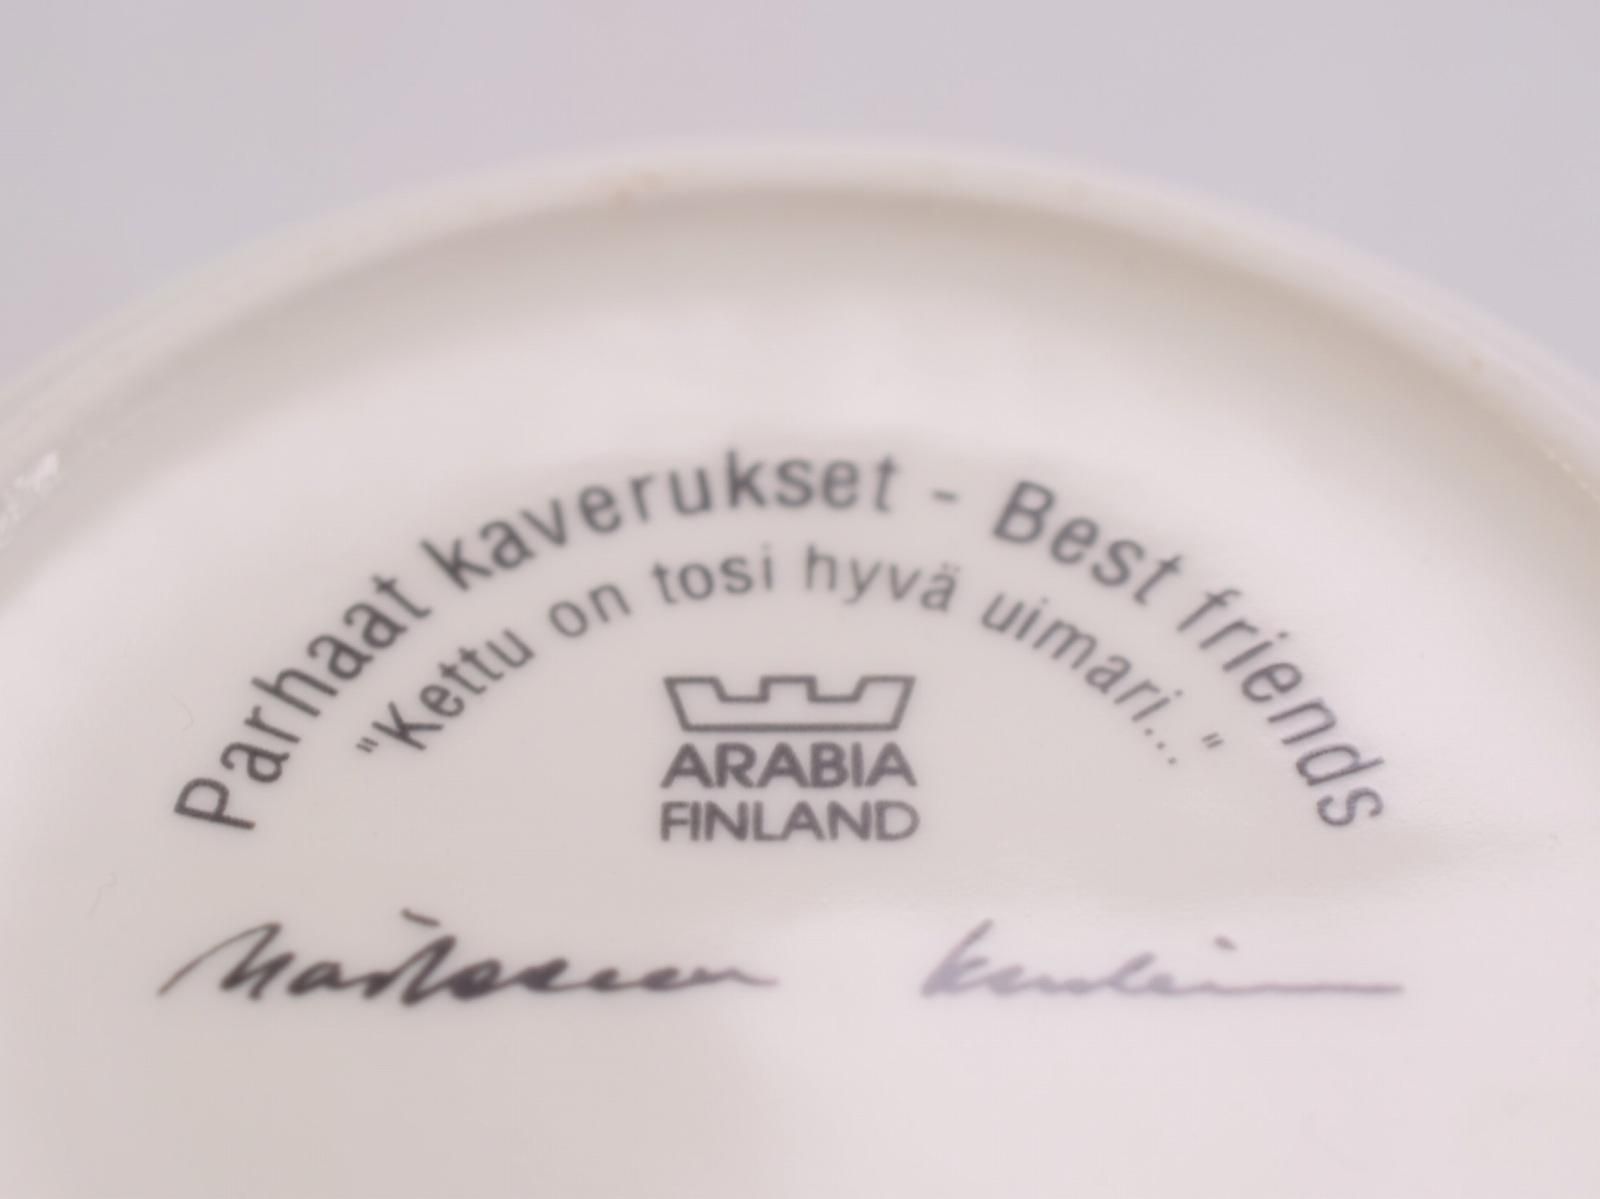 Parhaat kaverukset - Best friends
"Kettu on tosi hyvä uimari..."
ARABIA
FINLAND